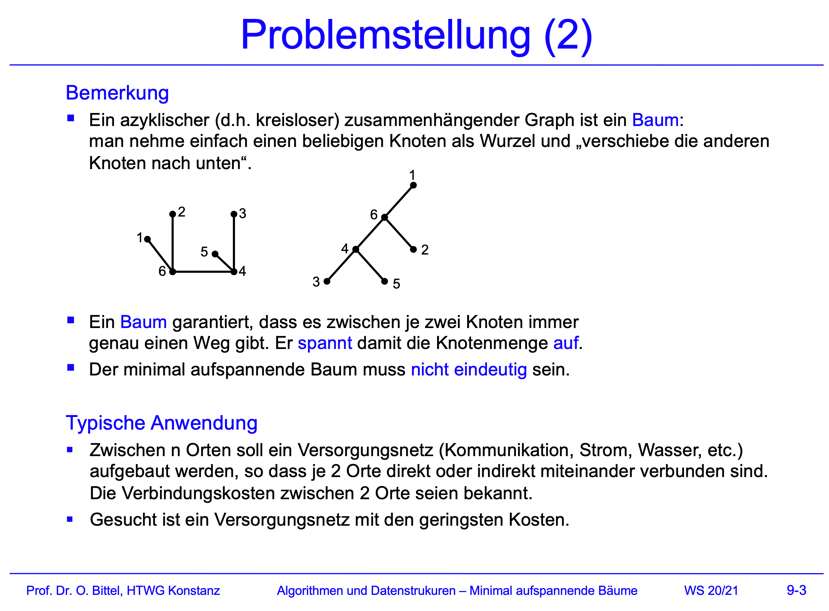 Problemstellung (2)
Bemerkung
Ein azyklischer (d.h. kreisloser) zusammenhängender Graph ist ein Baum:
man nehme einfach einen beliebigen Knoten als Wurzel und „verschiebe die anderen
Knoten nach unten“.
1
2
3
6
1
5
4
2
6
4
3
5
Ein Baum garantiert, dass es zwischen je zwei Knoten immer
genau einen Weg gibt. Er spannt damit die Knotenmenge auf.
Der minimal aufspannende Baum muss nicht eindeutig sein.
Typische Anwendung
Zwischen n Orten soll ein Versorgungsnetz (Kommunikation, Strom, Wasser, etc.)
aufgebaut werden, so dass je 2 Orte direkt oder indirekt miteinander verbunden sind.
Die Verbindungskosten zwischen 2 Orte seien bekannt.
Gesucht ist ein Versorgungsnetz mit den geringsten Kosten.
Prof. Dr. O. Bittel, HTWG Konstanz
Algorithmen und Datenstrukuren – Minimal aufspannende Bäume
WS 20/21
9-3